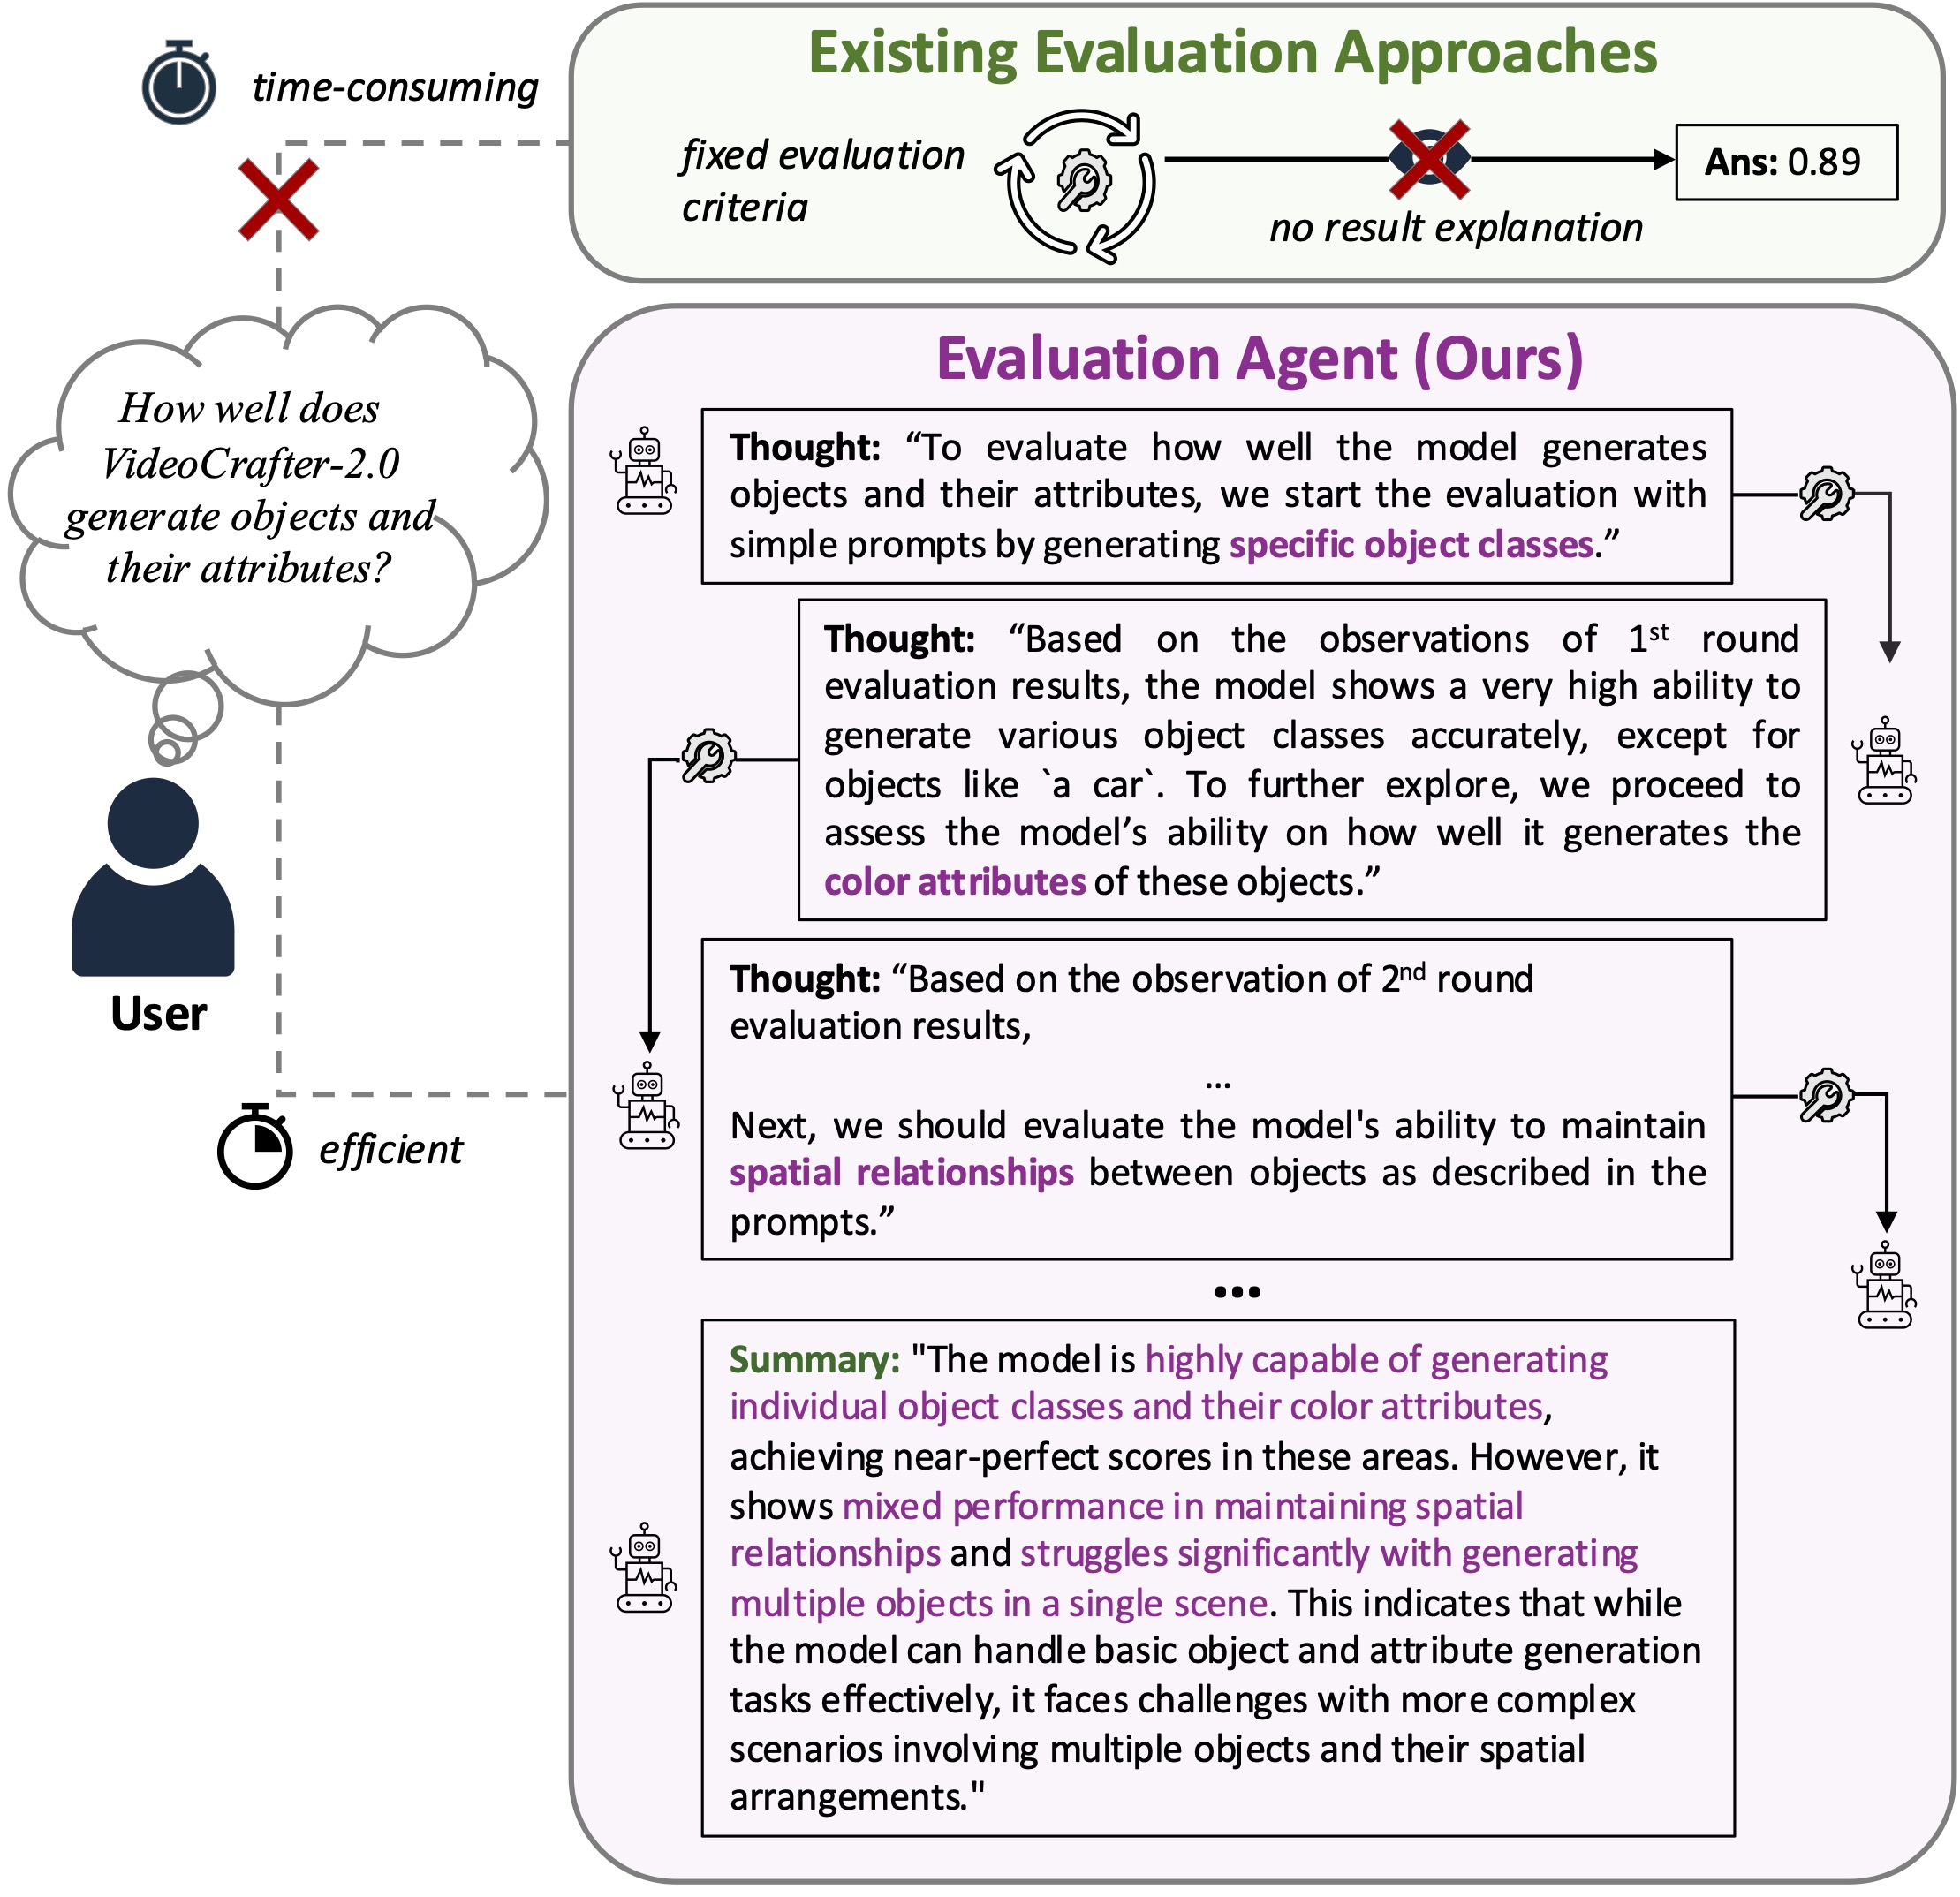 Existing Evaluation Approaches
time-consuming
fixed evaluation
criteria
no result explanation
Ans: 0.89
How well does
VideoCrafter-2.0
generate objects and
their attributes?
User
efficient
Evaluation Agent (Ours)
Thought: “To evaluate how well the model generates
objects and their attributes, we start the evaluation with
simple prompts by generating specific object classes.”
Thought: “Based on the observations of 1st round
evaluation results, the model shows a very high ability to
generate various object classes accurately, except for
objects like `a car`. To further explore, we proceed to
assess the model’s ability on how well it generates the
color attributes of these objects.”
Thought: “Based on the observation of 2nd round
evaluation results,
...
Next, we should evaluate the model's ability to maintain
spatial relationships between objects as described in the
prompts.”
...
Summary: "The model is highly capable of generating
individual object classes and their color attributes,
achieving near-perfect scores in these areas. However, it
shows mixed performance in maintaining spatial
relationships and struggles significantly with generating
multiple objects in a single scene. This indicates that while
the model can handle basic object and attribute generation
tasks effectively, it faces challenges with more complex
scenarios involving multiple objects and their spatial
arrangements."